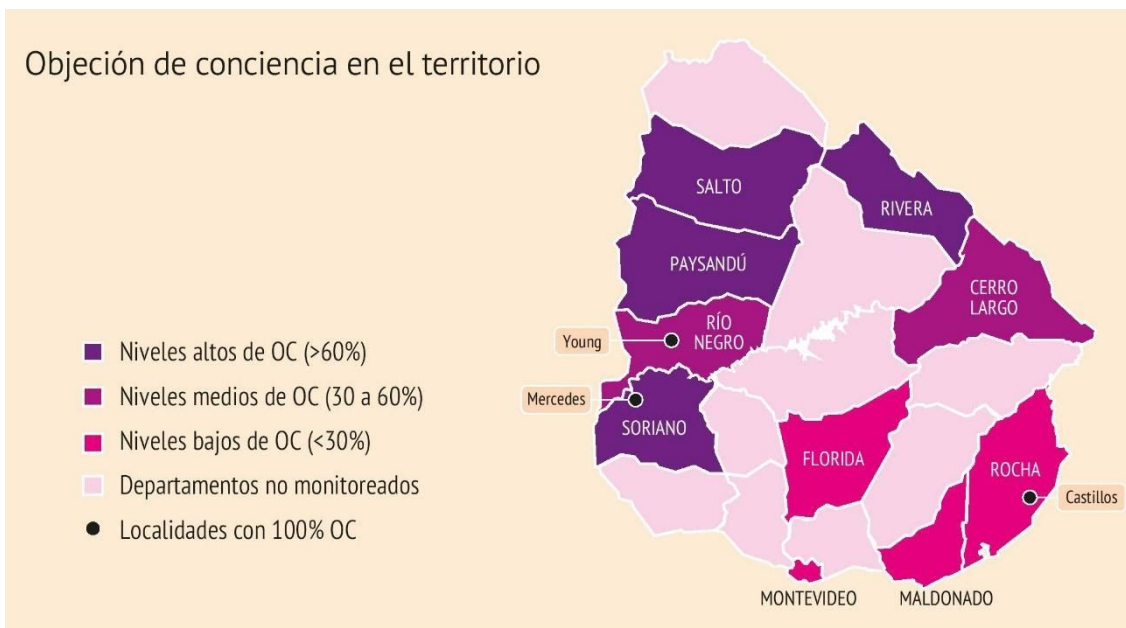 Objeción de conciencia en el territorio
Niveles altos de OC (>60%)
Niveles medios de OC (30 a 60%)
Niveles bajos de OC (<30%)
Departamentos no monitoreados
Localidades con 100% OC
SALTO
RIVERA
PAYSANDÚ
CERRO
LARGO
RÍO
NEGRO
Young
Mercedes
SORIANO
FLORIDA
ROCHA
Castillos
MONTEVIDEO
MALDONADO